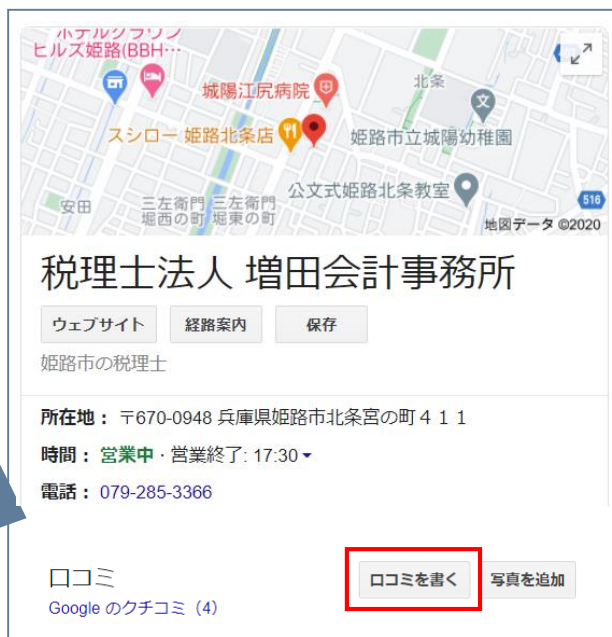 ホテルクラウン
ヒルズ姫路(BBH…
城陽江尻病院
北条
スシロー 姫路北条店
姫路市立城陽幼稚園
公文式姫路北条教室
安田
三左衛門
堀西の町
三左衛門
堀東の町
516
地図データ ©2020
税理士法人 増田会計事務所
ウェブサイト 経路案内 保存
姫路市の税理士
所在地： 〒670-0948 兵庫県姫路市北条宮の町４１１
時間： 営業中 · 営業終了: 17:30
電話： 079-285-3366
口コミ
口コミを書く 写真を追加
Google のクチコミ（4）